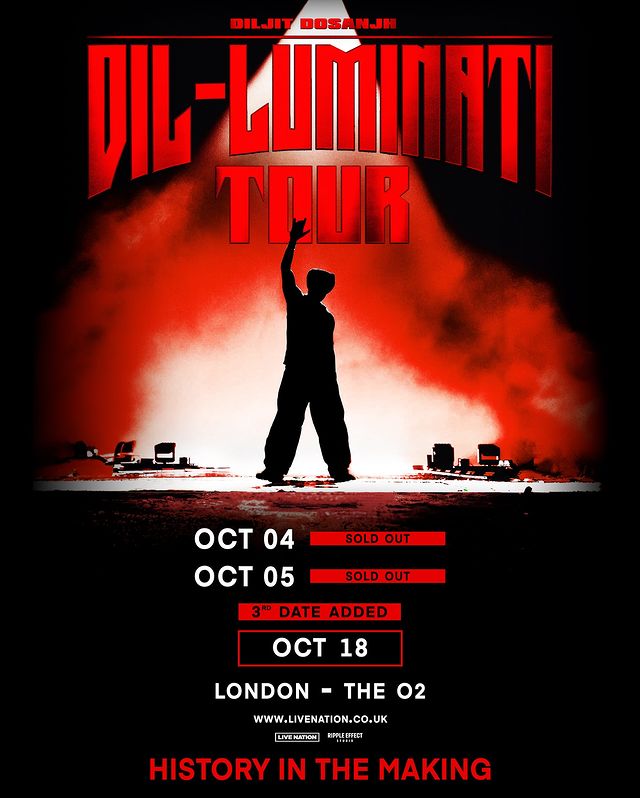 DILJIT DOSANJH
DIL-LUMINATI
TOUR
OCT 04 SOLD OUT
OCT 05 SOLD OUT
3RD DATE ADDED
OCT 18
LONDON - THE O2
WWW.LIVENATION.CO.UK
LIVE NATION RIPPLE EFFECT
STUDIO
HISTORY IN THE MAKING